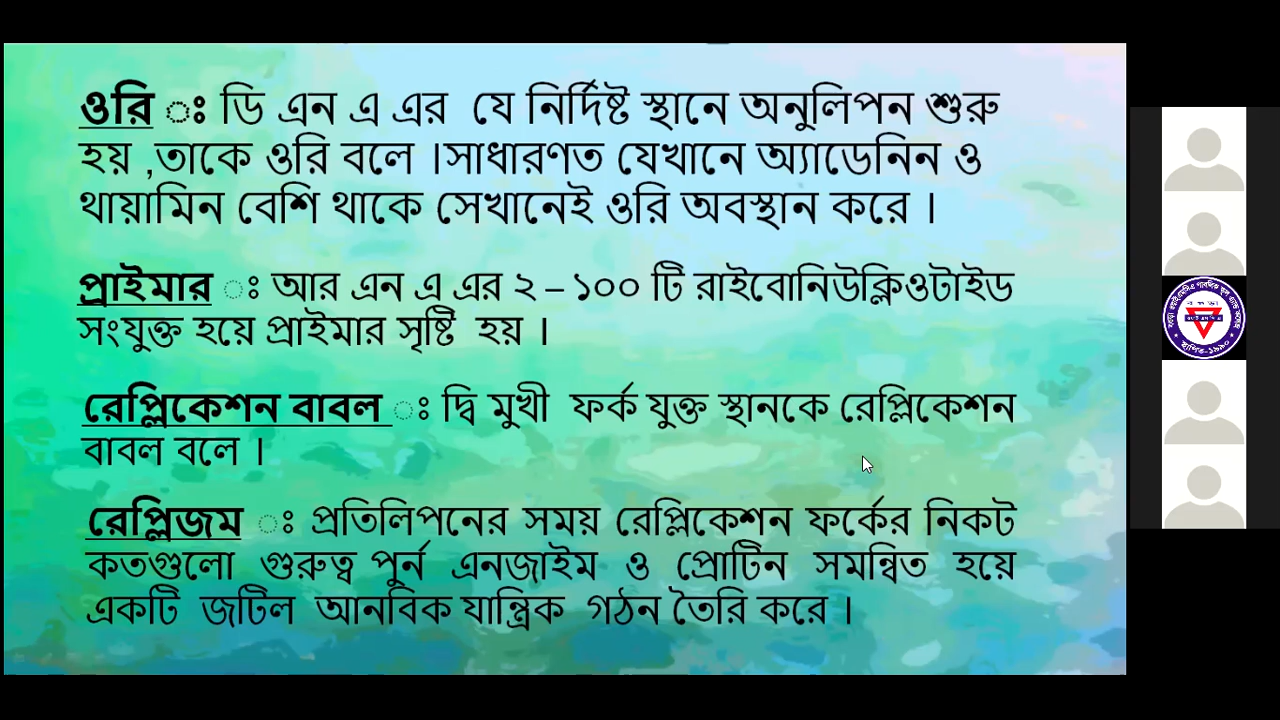 ওরি ঃ ডি এন এ এর যে নির্দিষ্ট স্থানে অনুলিপন শুরু
হয় ,তাকে ওরি বলে ।সাধারণত যেখানে অ্যাডেনিন ও
থায়ামিন বেশি থাকে সেখানেই ওরি অবস্থান করে ।
প্রাইমার ঃ আর এন এ এর ২ – ১০০ টি রাইবোনিউক্লিওটাইড
সংযুক্ত হয়ে প্রাইমার সৃষ্টি হয় ।
রেপ্লিকেশন বাবল ঃ দ্বি মুখী ফর্ক যুক্ত স্থানকে রেপ্লিকেশন
বাবল বলে ।
রেপ্লিজম ঃ প্রতিলিপনের সময় রেপ্লিকেশন ফর্কের নিকট
কতগুলো গুরুত্ব পুর্ন এনজাইম ও প্রোটিন সমন্বিত হয়ে
একটি জটিল আনবিক যান্ত্রিক গঠন তৈরি করে ।
স্থাপিত-১৯৯০